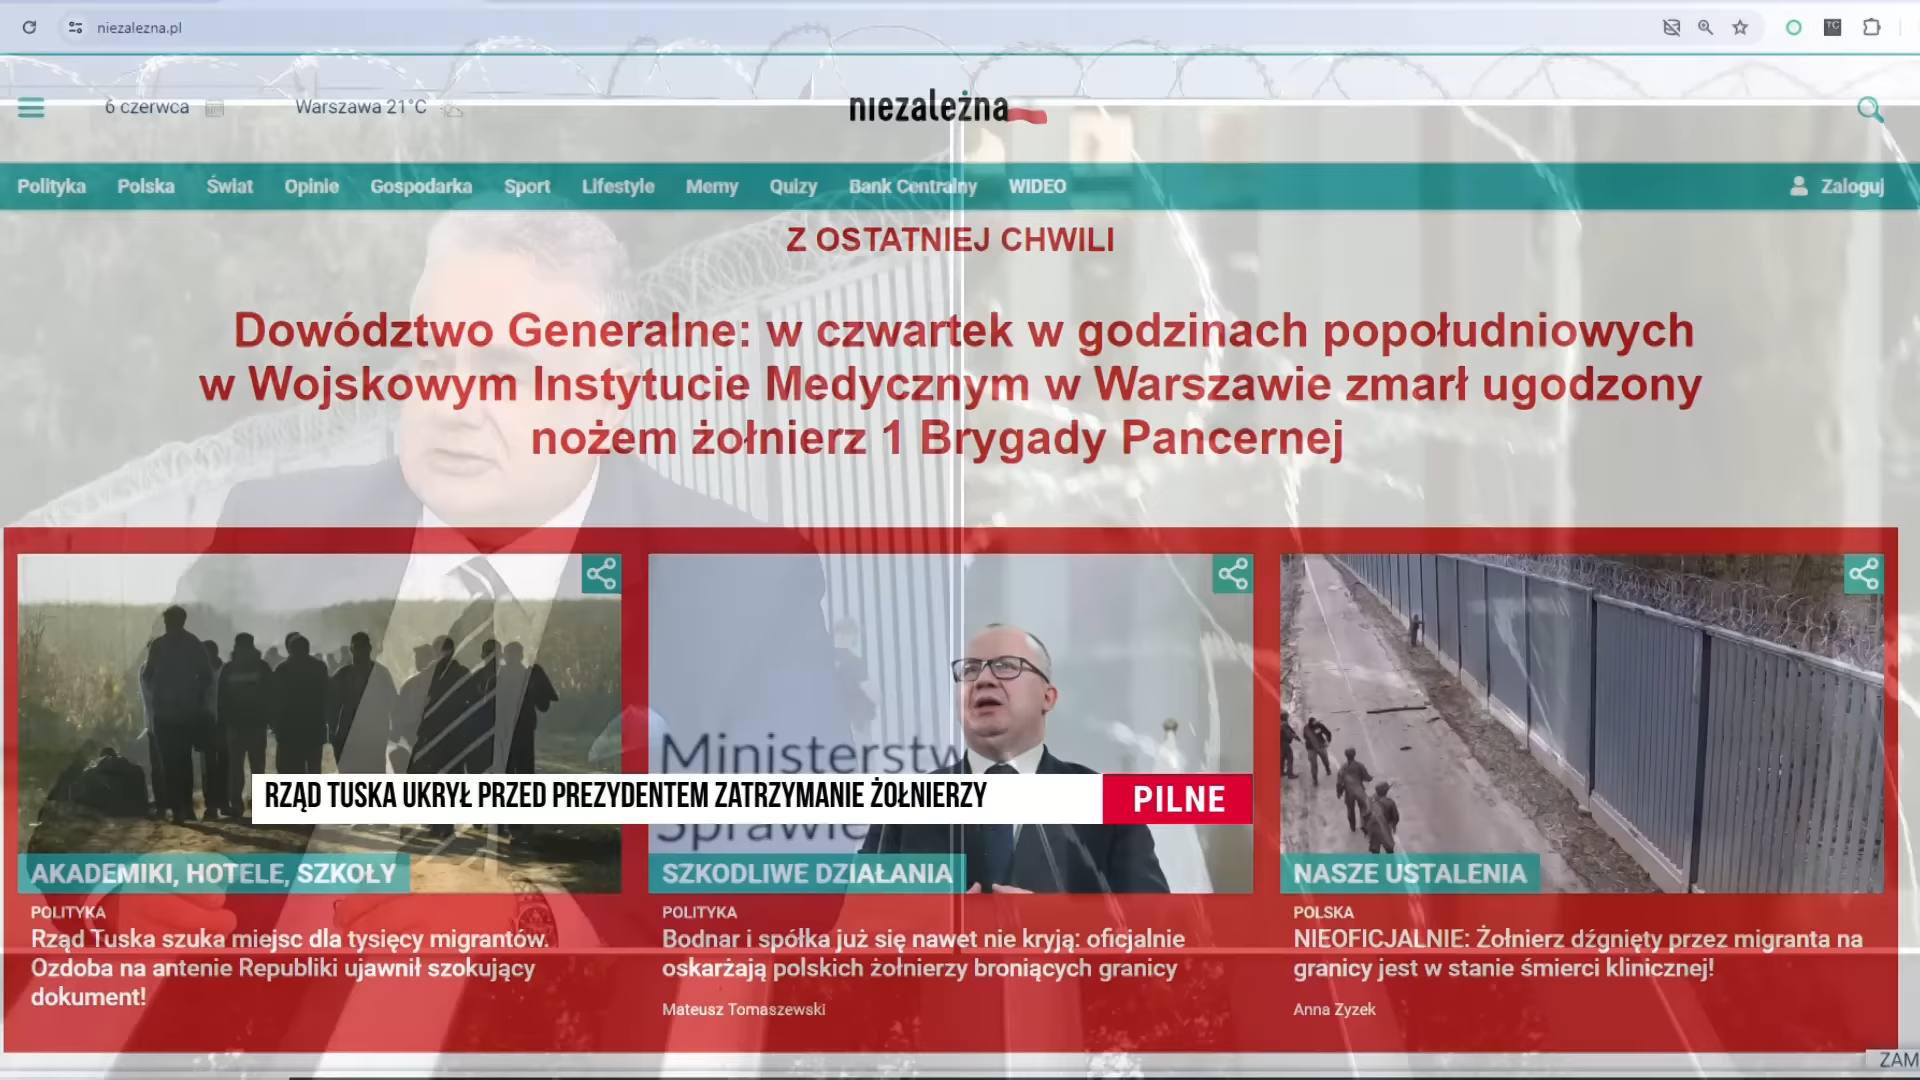 niezalezna.pl
TC
6 czerwca
Warszawa 21°C
niezależna
Polityka Polska Świat Opinie Gospodarka Sport Lifestyle Memy Quizy Bank Centralny WIDEO Zaloguj
Z OSTATNIEJ CHWILI
Dowództwo Generalne: w czwartek w godzinach popołudniowych
w Wojskowym Instytucie Medycznym w Warszawie zmarł ugodzony
nożem żołnierz 1 Brygady Pancernej
Ministerstw
Sprawie
RZĄD TUSKA UKRYŁ PRZED PREZYDENTEM ZATRZYMANIE ŻOŁNIERZY
PILNE
AKADEMIKI, HOTELE, SZKOŁY
POLITYKA
Rząd Tuska szuka miejsc dla tysięcy migrantów.
Ozdoba na antenie Republiki ujawnił szokujący
dokument!
SZKODLIWE DZIAŁANIA
POLITYKA
Bodnar i spółka już się nawet nie kryją: oficjalnie
oskarżają polskich żołnierzy broniących granicy
Mateusz Tomaszewski
NASZE USTALENIA
POLSKA
NIEOFICJALNIE: Żołnierz dźgnięty przez migranta na
granicy jest w stanie śmierci klinicznej!
Anna Zyzek
ZAM